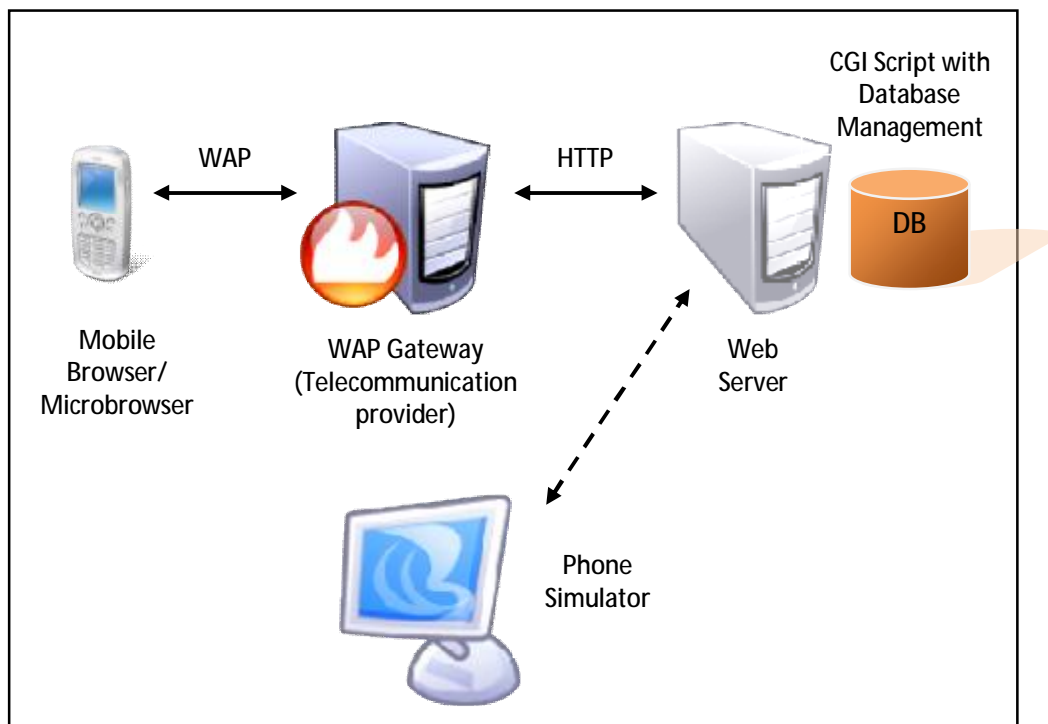 CGI Script with
Database
Management
WAP
HTTP
DB
Mobile
Browser/
Microbrowser
WAP Gateway
(Telecommunication
provider)
Web
Server
Phone
Simulator